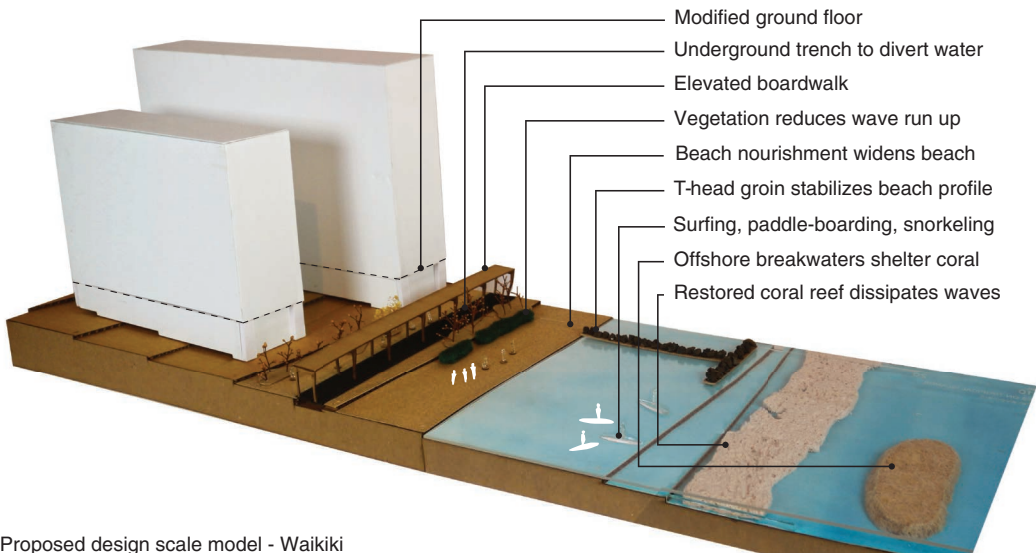 Modified ground floor
Underground trench to divert water
Elevated boardwalk
Vegetation reduces wave run up
Beach nourishment widens beach
T-head groin stabilizes beach profile
Surfing, paddle-boarding, snorkeling
Offshore breakwaters shelter coral
Restored coral reef dissipates waves
Proposed design scale model - Waikiki